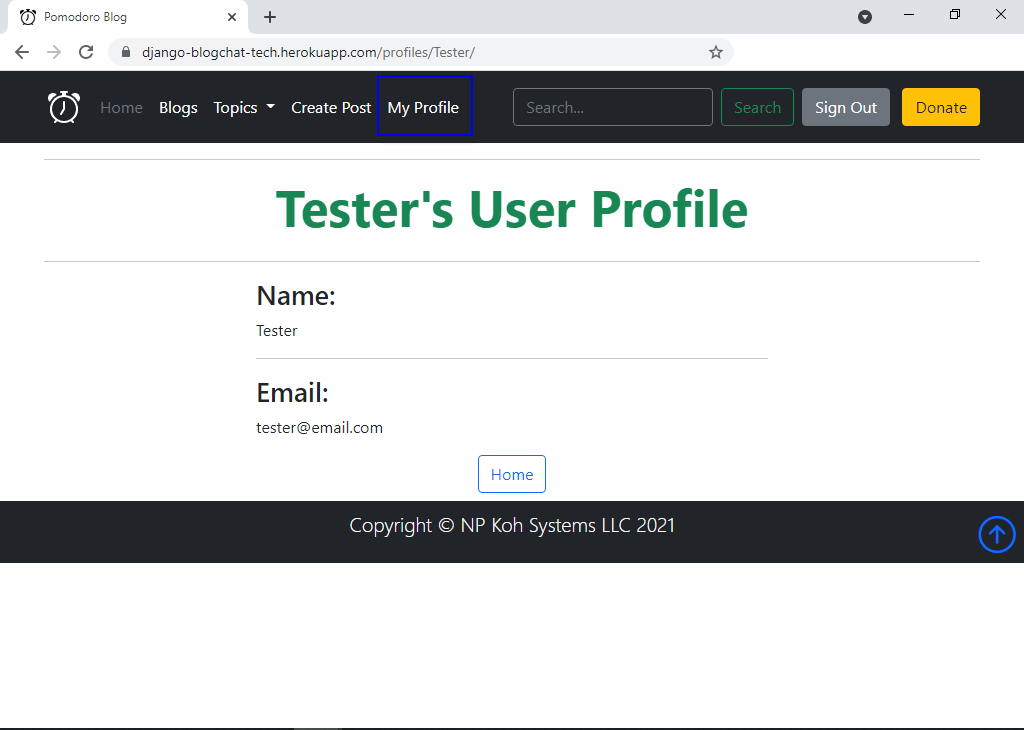 Pomodoro Blog
django-blogchat-tech.herokuapp.com/profiles/Tester/
Home Blogs Topics Create Post My Profile Search... Search Sign Out Donate
Tester's User Profile
Name:
Tester
Email:
tester@email.com
Home
Copyright © NP Koh Systems LLC 2021